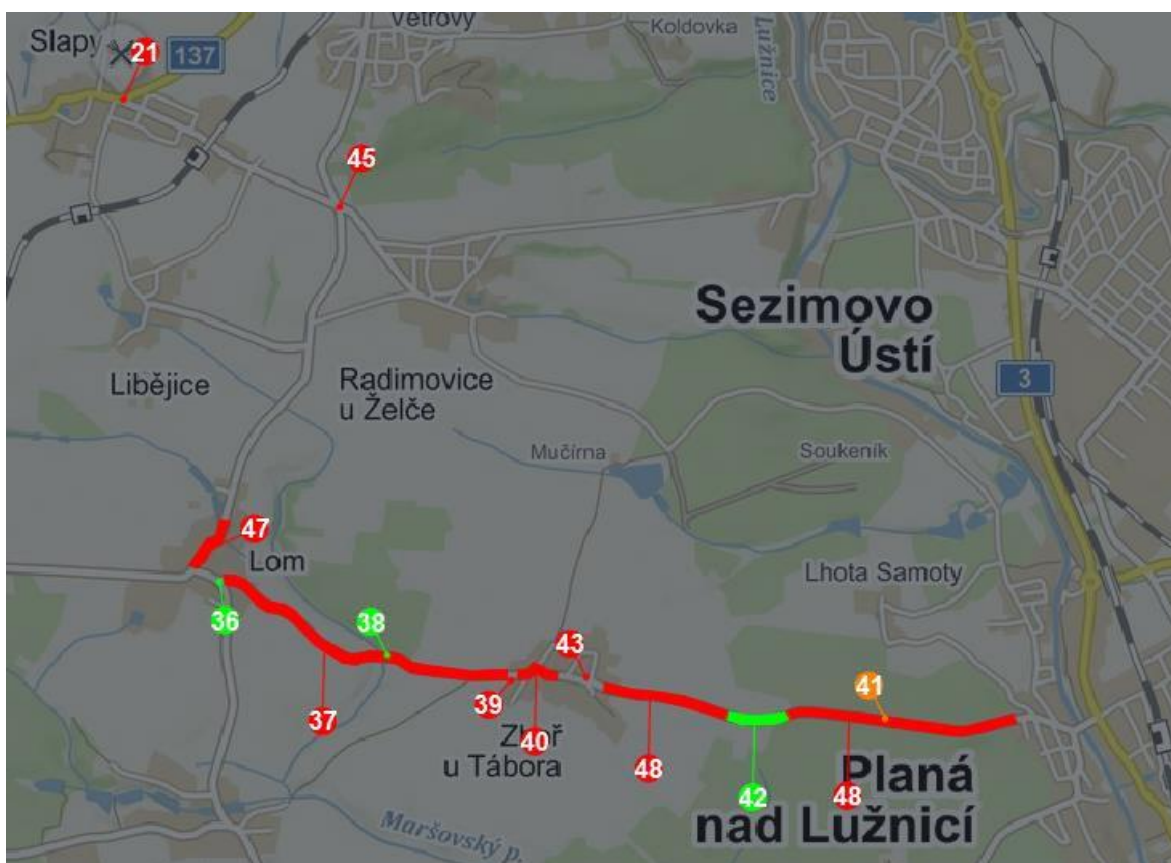 Větrovy
Koldovka
Slapy
21
137
Lužnice
45
Sezimovo
Ústí
3
Libějice
Radimovice
u Želče
Mučírna
Soukeník
47
Lom
Lhota Samoty
36
38
43
41
39
37
Zhoř
40
u Tábora
48
Planá
42
48
nad Lužnicí
Maršovský p.